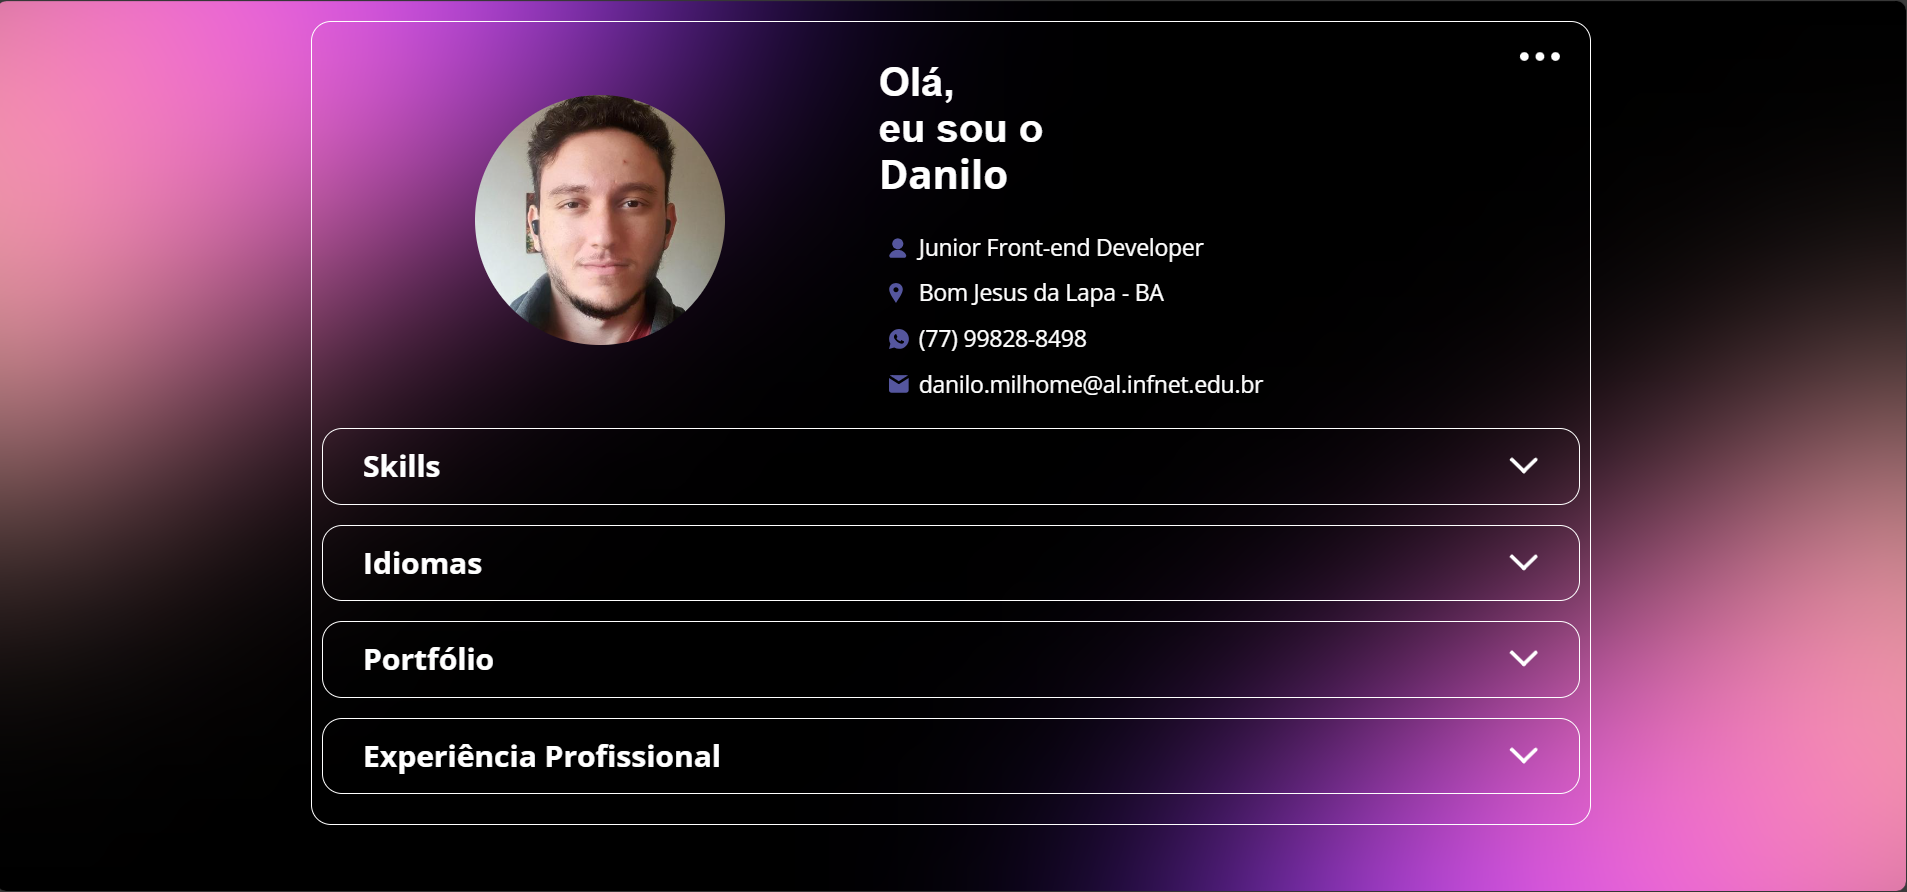 Olá,
eu sou o
Danilo
Junior Front-end Developer
Bom Jesus da Lapa - BA
(77) 99828-8498
danilo.milhome@al.infnet.edu.br
Skills
Idiomas
Portfólio
Experiência Profissional